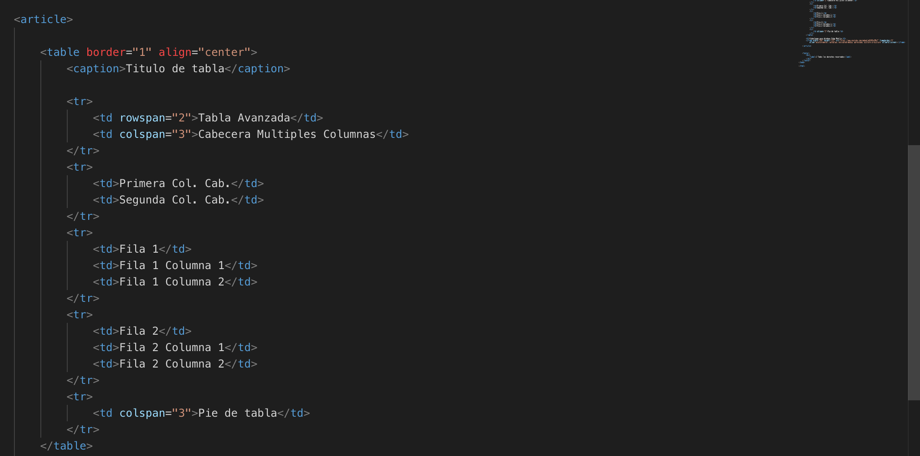 <article>
<table border="1" align="center">
<caption>Titulo de tabla</caption>
<tr>
<td rowspan="2">Tabla Avanzada</td>
<td colspan="3">Cabecera Multiples Columnas</td>
</tr>
<tr>
<td>Primera Col. Cab.</td>
<td>Segunda Col. Cab.</td>
</tr>
<tr>
<td>Fila 1</td>
<td>Fila 1 Columna 1</td>
<td>Fila 1 Columna 2</td>
</tr>
<tr>
<td>Fila 2</td>
<td>Fila 2 Columna 1</td>
<td>Fila 2 Columna 2</td>
</tr>
<tr>
<td colspan="3">Pie de tabla</td>
</tr>
</table>